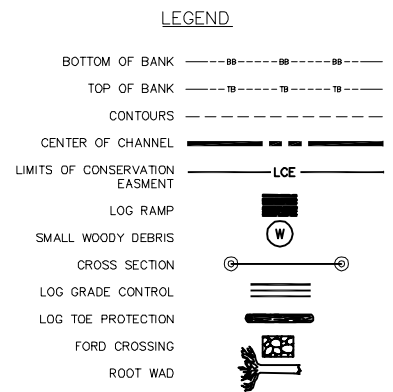 LEGEND
BOTTOM OF BANK BB BB BB
TOP OF BANK TB TB TB
CONTOURS
CENTER OF CHANNEL
LIMITS OF CONSERVATION LCE
EASMENT
LOG RAMP
SMALL WOODY DEBRIS W
CROSS SECTION
LOG GRADE CONTROL
LOG TOE PROTECTION
FORD CROSSING
ROOT WAD